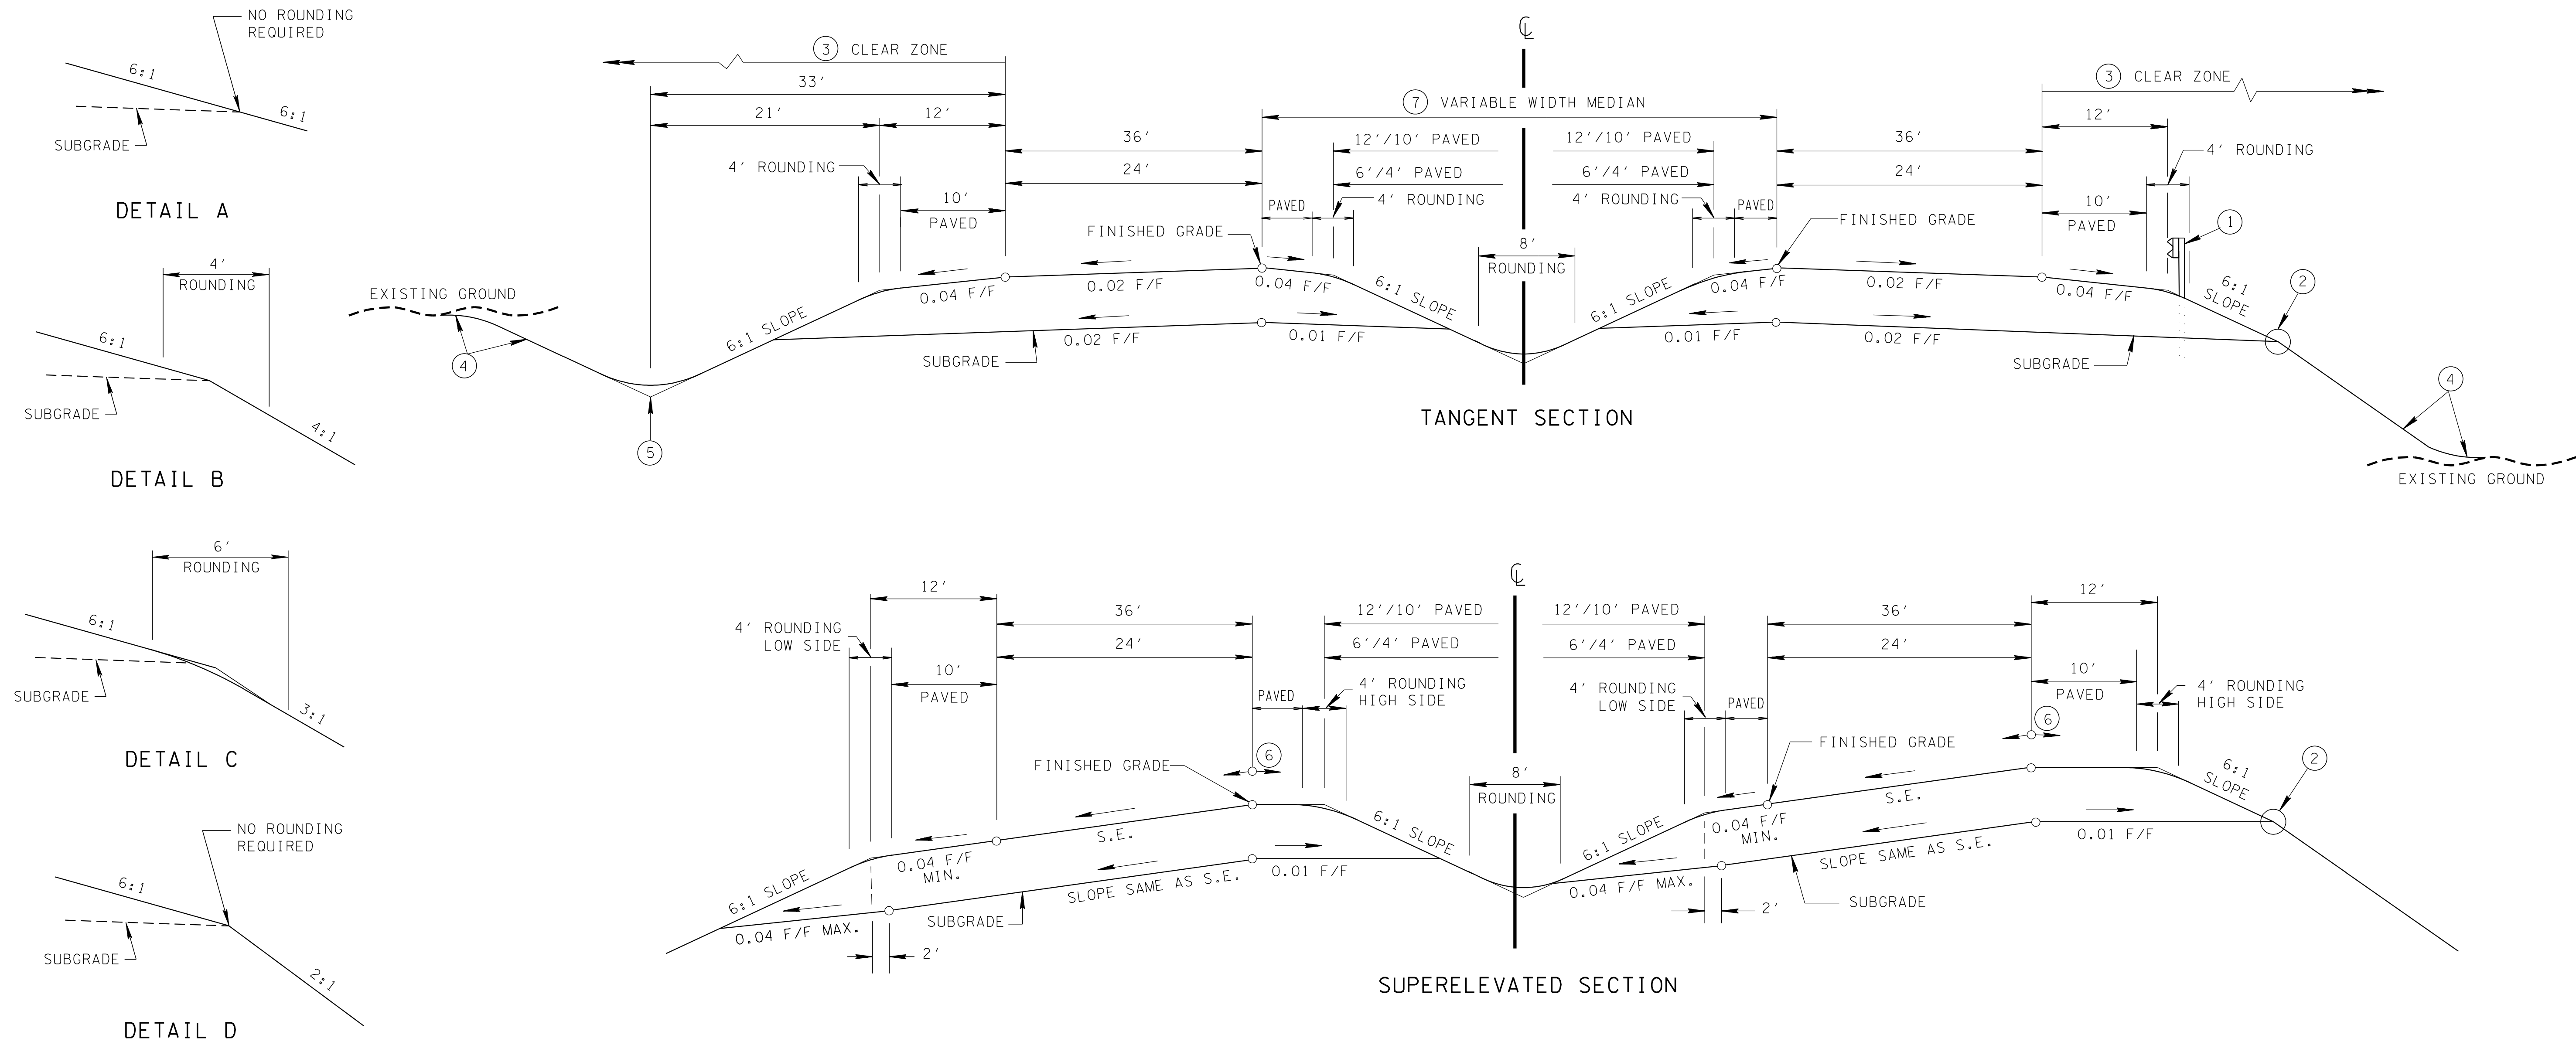 NO ROUNDING
REQUIRED
6:1
6:1
SUBGRADE
DETAIL A
4'
ROUNDING
6:1
SUBGRADE
4:1
DETAIL B
6'
ROUNDING
6:1
SUBGRADE
3:1
DETAIL C
NO ROUNDING
REQUIRED
6:1
SUBGRADE
2:1
DETAIL D
℄
3 CLEAR ZONE
33'
21'
12'
4' ROUNDING
10'
PAVED
36'
24'
7 VARIABLE WIDTH MEDIAN
12'/10' PAVED
6'/4' PAVED
PAVED
4' ROUNDING
FINISHED GRADE
12'/10' PAVED
6'/4' PAVED
4' ROUNDING
PAVED
8'
ROUNDING
36'
24'
FINISHED GRADE
3 CLEAR ZONE
12'
4' ROUNDING
10'
PAVED
1
2
EXISTING GROUND
4
6:1 SLOPE
0.04 F/F
0.02 F/F
0.04 F/F
6:1 SLOPE
6:1 SLOPE
0.04 F/F
0.02 F/F
0.04 F/F
6:1
SLOPE
0.02 F/F
0.01 F/F
0.01 F/F
0.02 F/F
SUBGRADE
SUBGRADE
5
4
EXISTING GROUND
TANGENT SECTION
℄
12'
4' ROUNDING
LOW SIDE
10'
PAVED
36'
24'
12'/10' PAVED
6'/4' PAVED
PAVED
4' ROUNDING
HIGH SIDE
6
FINISHED GRADE
8'
ROUNDING
12'/10' PAVED
6'/4' PAVED
4' ROUNDING
LOW SIDE
PAVED
36'
24'
FINISHED GRADE
12'
10'
PAVED
4' ROUNDING
HIGH SIDE
6
2
6:1 SLOPE
0.04 F/F
MIN.
S.E.
6:1 SLOPE
6:1 SLOPE
0.04 F/F
MIN.
S.E.
6:1
SLOPE
0.04 F/F MAX.
SLOPE SAME AS S.E.
0.01 F/F
0.04 F/F MAX.
SLOPE SAME AS S.E.
0.01 F/F
SUBGRADE
2'
2'
SUBGRADE
SUPERELEVATED SECTION